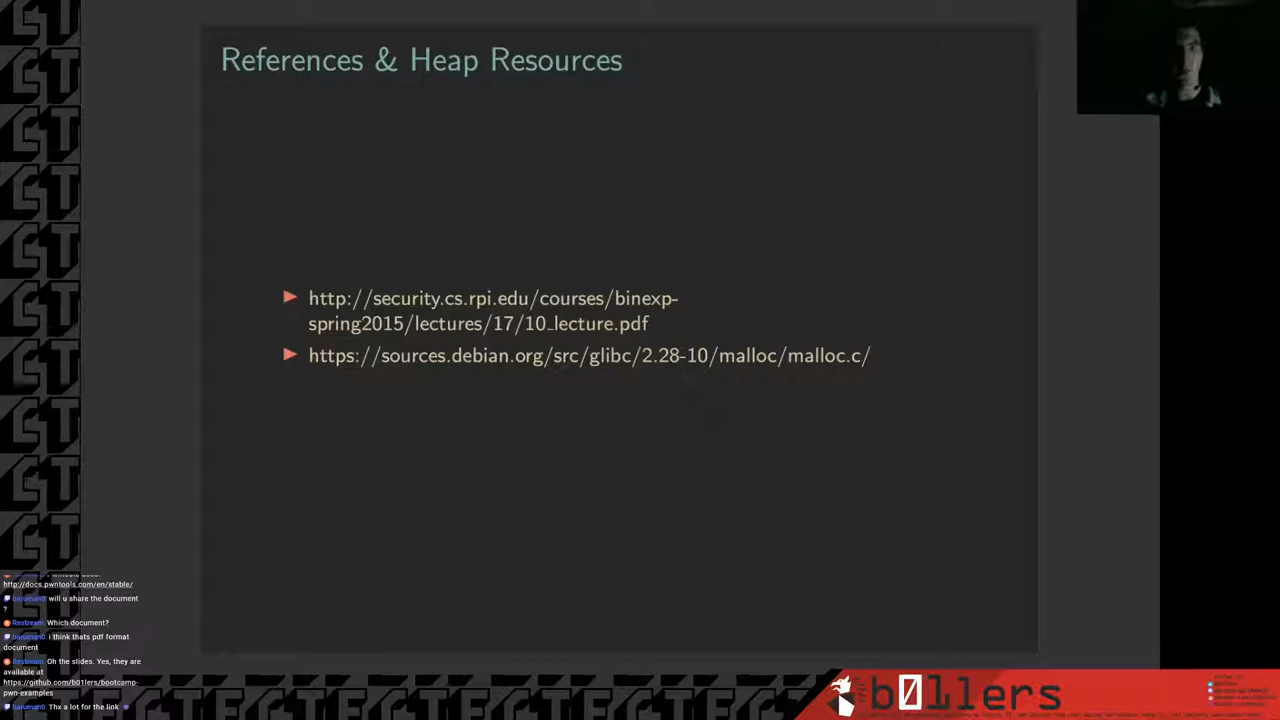 References & Heap Resources
http://security.cs.rpi.edu/courses/binexp-
spring2015/lectures/17/10_lecture.pdf
https://sources.debian.org/src/glibc/2.28-10/malloc/malloc.c/
http://docs.pwntools.com/en/stable/
baruman0: will u share the document
?
Restream: Which document?
baruman0: i think thats pdf format
document
Restream: Oh the slides. Yes, they are
available at
https://github.com/b01lers/bootcamp-
pwn-examples
baruman0: Thx a lot for the link
b01lers